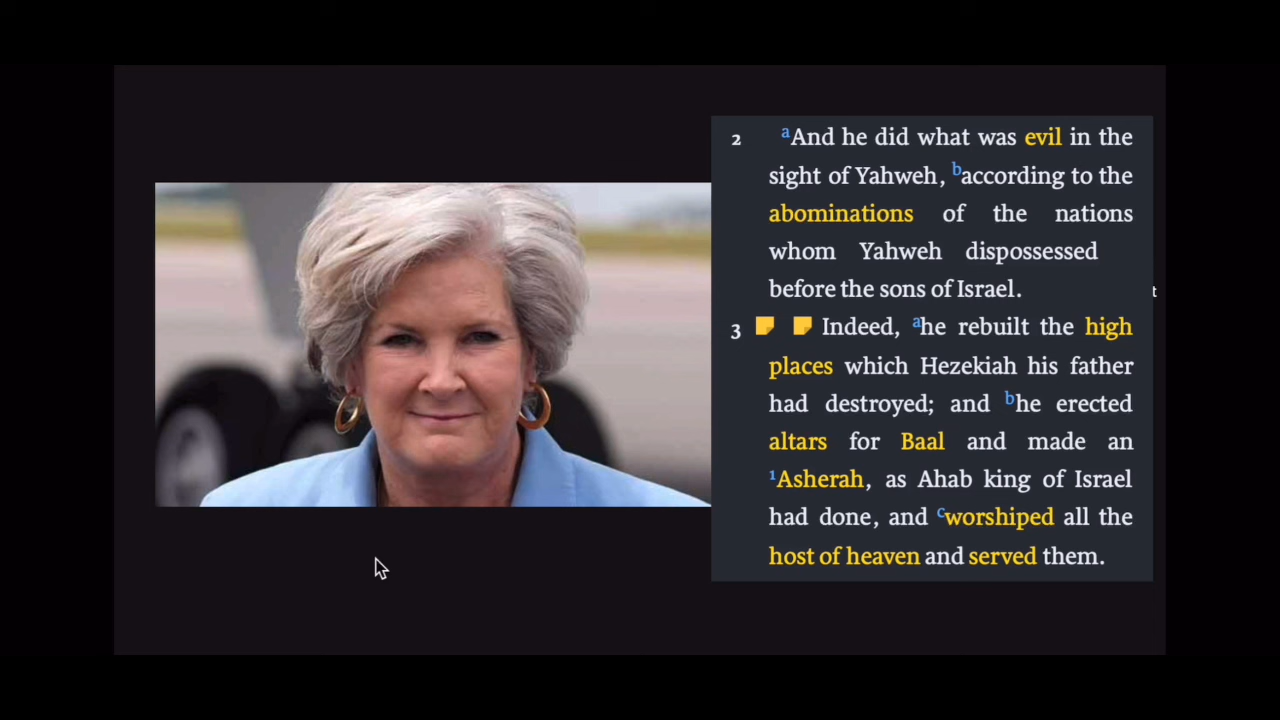 2 aAnd he did what was evil in the
sight of Yahweh, baccording to the
abominations of the nations
whom Yahweh dispossessed
before the sons of Israel.
3 Indeed, ahe rebuilt the high
places which Hezekiah his father
had destroyed; and bhe erected
altars for Baal and made an
1Asherah, as Ahab king of Israel
had done, and cworshiped all the
host of heaven and served them.
t